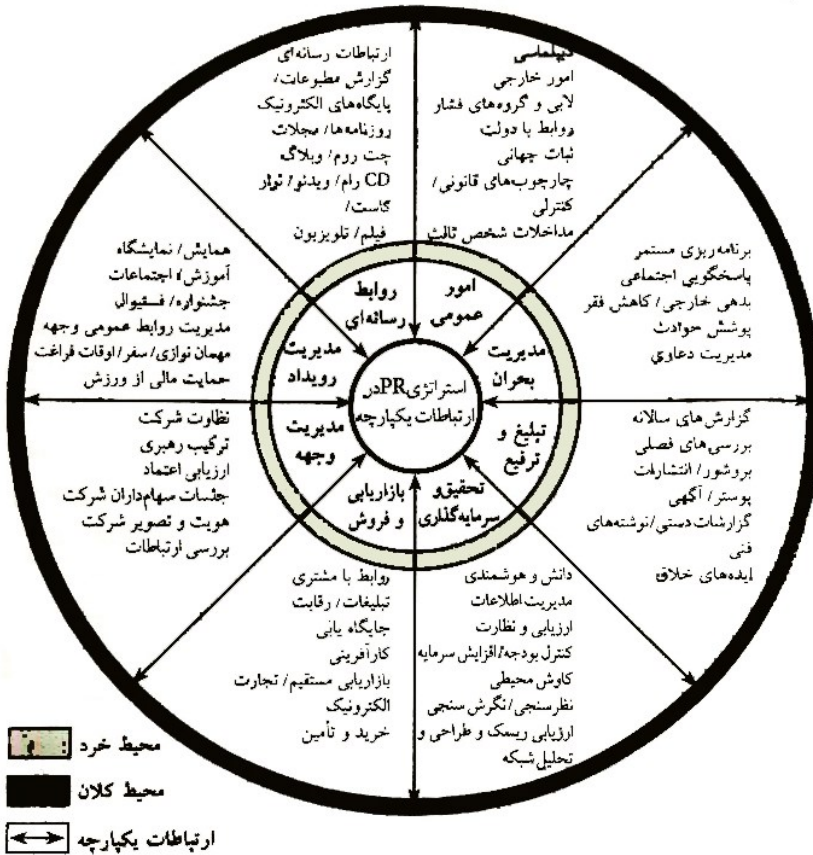 ارتباطات رسانه‌ای
گزارش مطبوعات/
پایگاه‌های الکترونیک
روزنامه‌ها/ مجلات
چت روم/ وبلاگ
CD رام/ ویدئو/ نوار
کاست/
فیلم/ تلویزیون
دیپلماسی
امور خارجی
لابی و گروه‌های فشار
روابط با دولت
ثبات جهانی
چارچوب‌های قانونی/
کنترلی
مداخلات شخص ثالث
برنامه‌ریزی مستمر
پاسخگویی اجتماعی
بدهی خارجی/ کاهش فقر
پوشش حوادث
مدیریت دعاوی
گزارش‌های سالانه
بررسی‌های فصلی
بروشور/ انتشارات
پوستر/ آگهی
گزارشات دستی/نوشته‌های
فنی
ایده‌های خلاق
دانش و هوشمندی
مدیریت اطلاعات
ارزیابی و نظارت
کنترل بودجه/افزایش سرمایه
کاوش محیطی
نظرسنجی/ نگرش سنجی
ارزیابی ریسک و طراحی و
تحلیل شبکه
روابط با مشتری
تبلیغات/ رقابت
جایگاه یابی
کارآفرینی
بازاریابی مستقیم/ تجارت
الکترونیک
خرید و تأمین
نظاوت شرکت
ترکیب رهبری
ارزیابی اعتماد
جلسات سهام‌داران شرکت
هویت و تصویر شرکت
بررسی ارتباطات
همایش/ نمایشگاه
آموزش/ اجتماعات
جشنواره/ فستیوال
مدیریت روابط عمومی وجهه
مهمان نوازی/ سفر/ اوقات فراغت
حمایت مالی از ورزش
روابط
رسانه‌ای
امور
عمومی
مدیریت
بحران
تبلیغ و
ترفیع
تحقیق و
سرمایه‌گذاری
بازاریابی
و فروش
مدیریت
وجهه
مدیریت
رویداد
استراتژی PR در
ارتباطات یکپارچه
محیط خرد
محیط کلان
ارتباطات یکپارچه